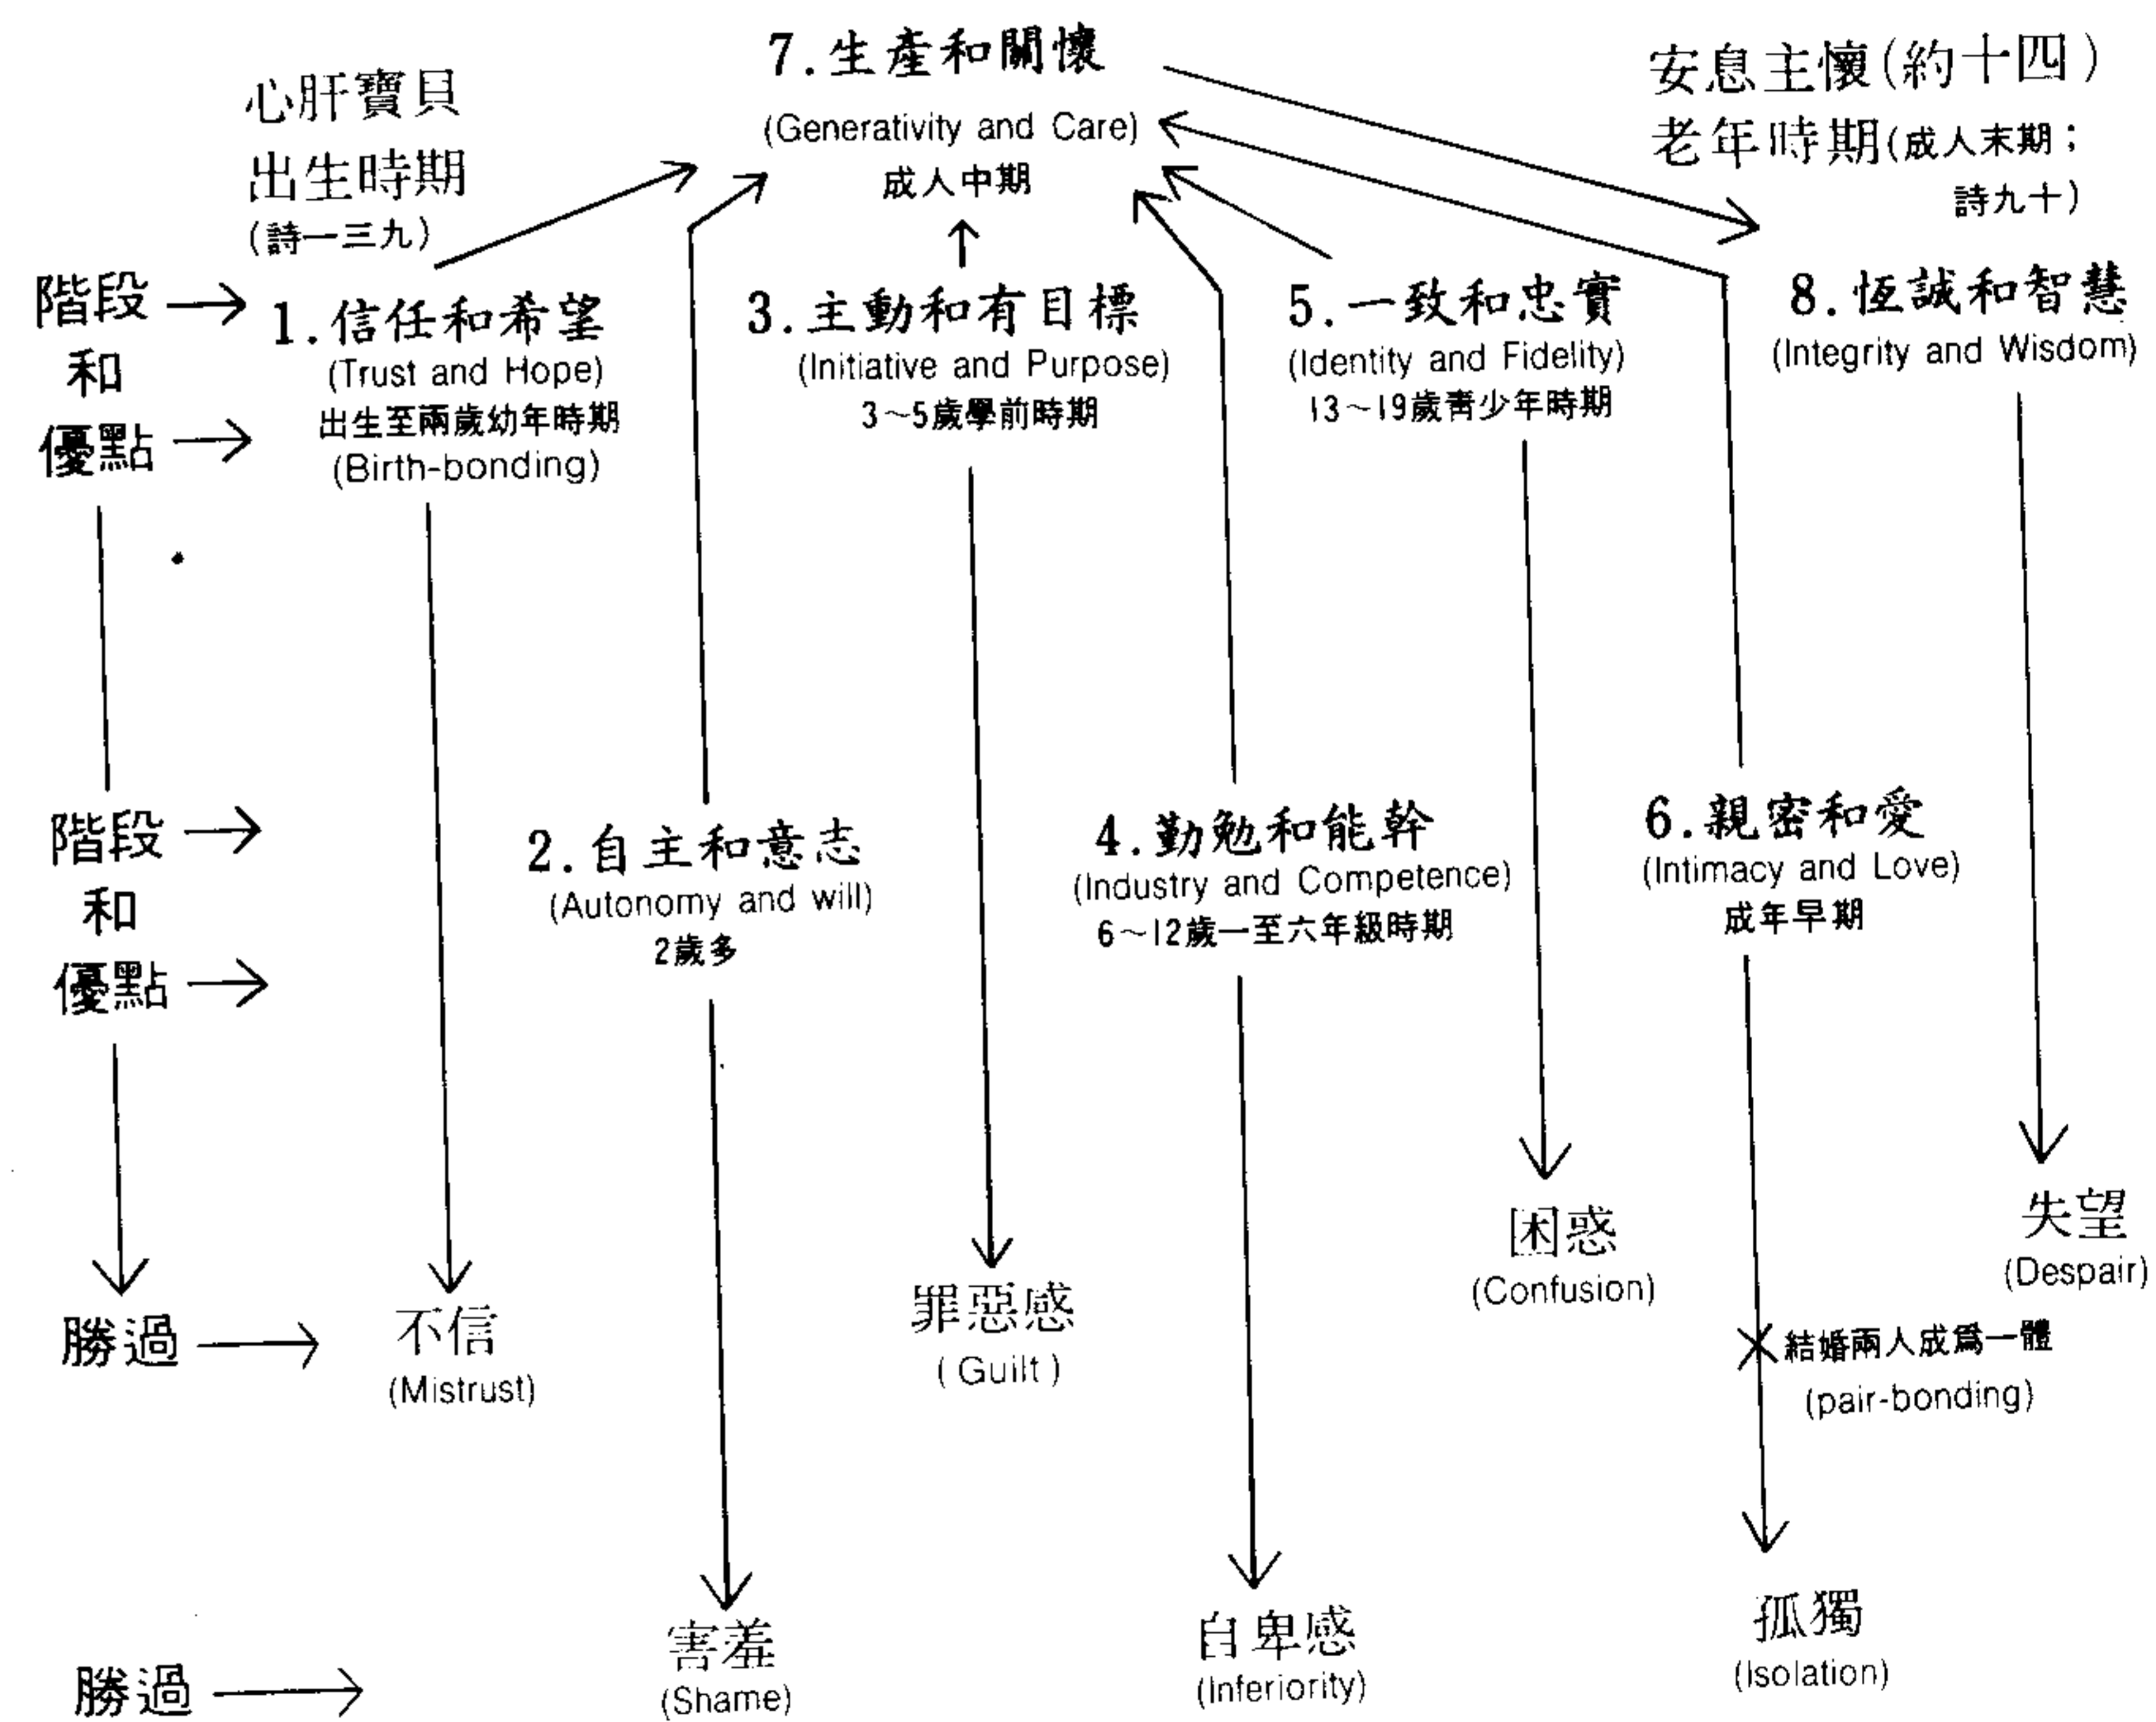 7.生產和關懷
(Generativity and Care)
成人中期
心肝寶貝
出生時期
(詩一三九)
安息主懷(約十四)
老年時期(成人末期；
詩九十)
階段
和
優點
1.信任和希望
(Trust and Hope)
出生至兩歲幼年時期
(Birth-bonding)
3.主動和有目標
(Initiative and Purpose)
3～5歲學前時期
5.一致和忠實
(Identity and Fidelity)
13～19歲靑少年時期
8.恆誠和智慧
(Integrity and Wisdom)
階段
和
優點
2.自主和意志
(Autonomy and will)
2歲多
4.勤勉和能幹
(Industry and Competence)
6～12歲一至六年級時期
6.親密和愛
(Intimacy and Love)
成年早期
勝過
不信
(Mistrust)
罪惡感
(Guilt)
困惑
(Confusion)
失望
(Despair)
結婚兩人成爲一體
(pair-bonding)
勝過
害羞
(Shame)
自卑感
(Inferiority)
孤獨
(Isolation)